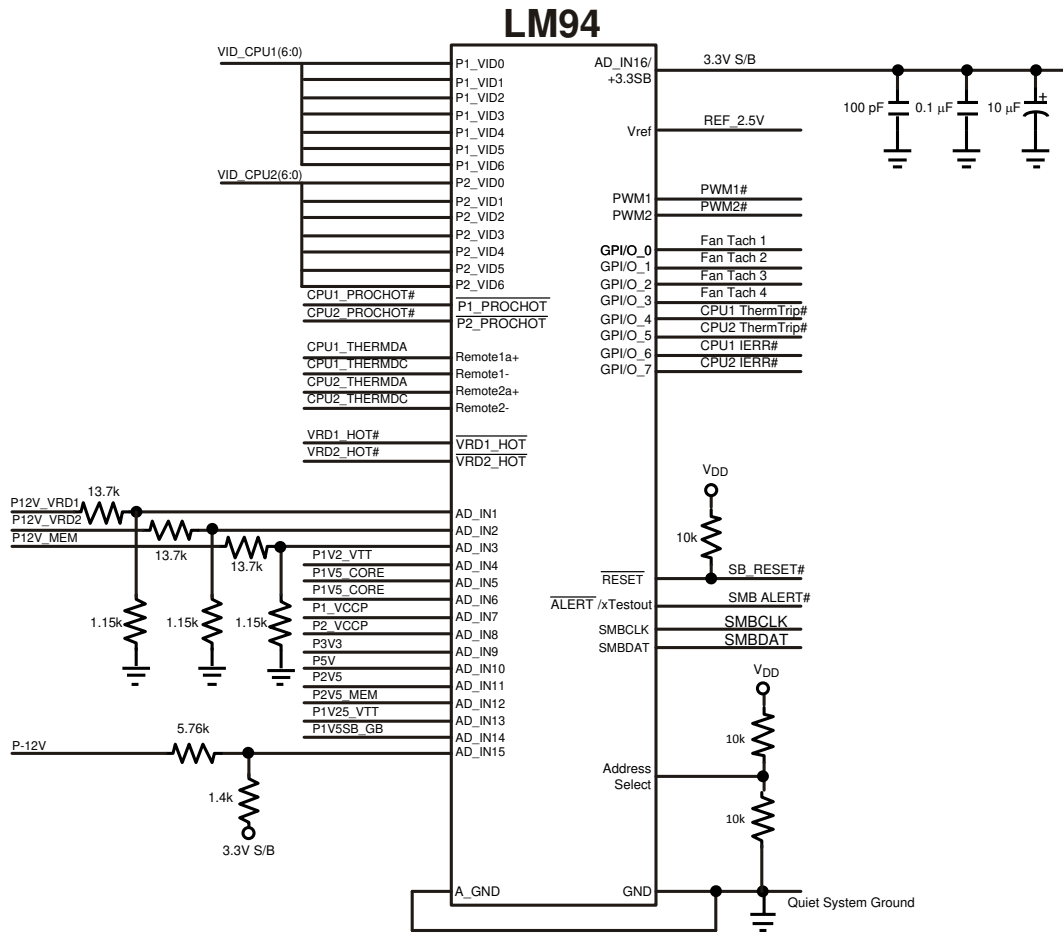 LM94
VID_CPU1(6:0)
P1_VID0
P1_VID1
P1_VID2
P1_VID3
P1_VID4
P1_VID5
P1_VID6
VID_CPU2(6:0)
P2_VID0
P2_VID1
P2_VID2
P2_VID3
P2_VID4
P2_VID5
P2_VID6
CPU1_PROCHOT#
P1_PROCHOT
CPU2_PROCHOT#
P2_PROCHOT
CPU1_THERMDA
Remote1a+
CPU1_THERMDC
Remote1-
CPU2_THERMDA
Remote2a+
CPU2_THERMDC
Remote2-
VRD1_HOT#
VRD1_HOT
VRD2_HOT#
VRD2_HOT
P12V_VRD1
13.7k
AD_IN1
P12V_VRD2
13.7k
AD_IN2
P12V_MEM
13.7k
AD_IN3
P1V2_VTT
AD_IN4
P1V5_CORE
AD_IN5
P1V5_CORE
AD_IN6
P1_VCCP
AD_IN7
P2_VCCP
AD_IN8
P3V3
AD_IN9
P5V
AD_IN10
P2V5
AD_IN11
P2V5_MEM
AD_IN12
P1V25_VTT
AD_IN13
P1V5SB_GB
AD_IN14
1.15k
1.15k
1.15k
P-12V
5.76k
AD_IN15
1.4k
3.3V S/B
A_GND
AD_IN16/
+3.3SB
3.3V S/B
100 pF
0.1 µF
10 µF
+
Vref
REF_2.5V
PWM1
PWM1#
PWM2
PWM2#
GPI/O_0
Fan Tach 1
GPI/O_1
Fan Tach 2
GPI/O_2
Fan Tach 3
GPI/O_3
Fan Tach 4
GPI/O_4
CPU1 ThermTrip#
GPI/O_5
CPU2 ThermTrip#
GPI/O_6
CPU1 IERR#
GPI/O_7
CPU2 IERR#
VDD
10k
RESET
SB_RESET#
ALERT /xTestout
SMB ALERT#
SMBCLK
SMBCLK
SMBDAT
SMBDAT
VDD
10k
Address
Select
10k
GND
Quiet System Ground